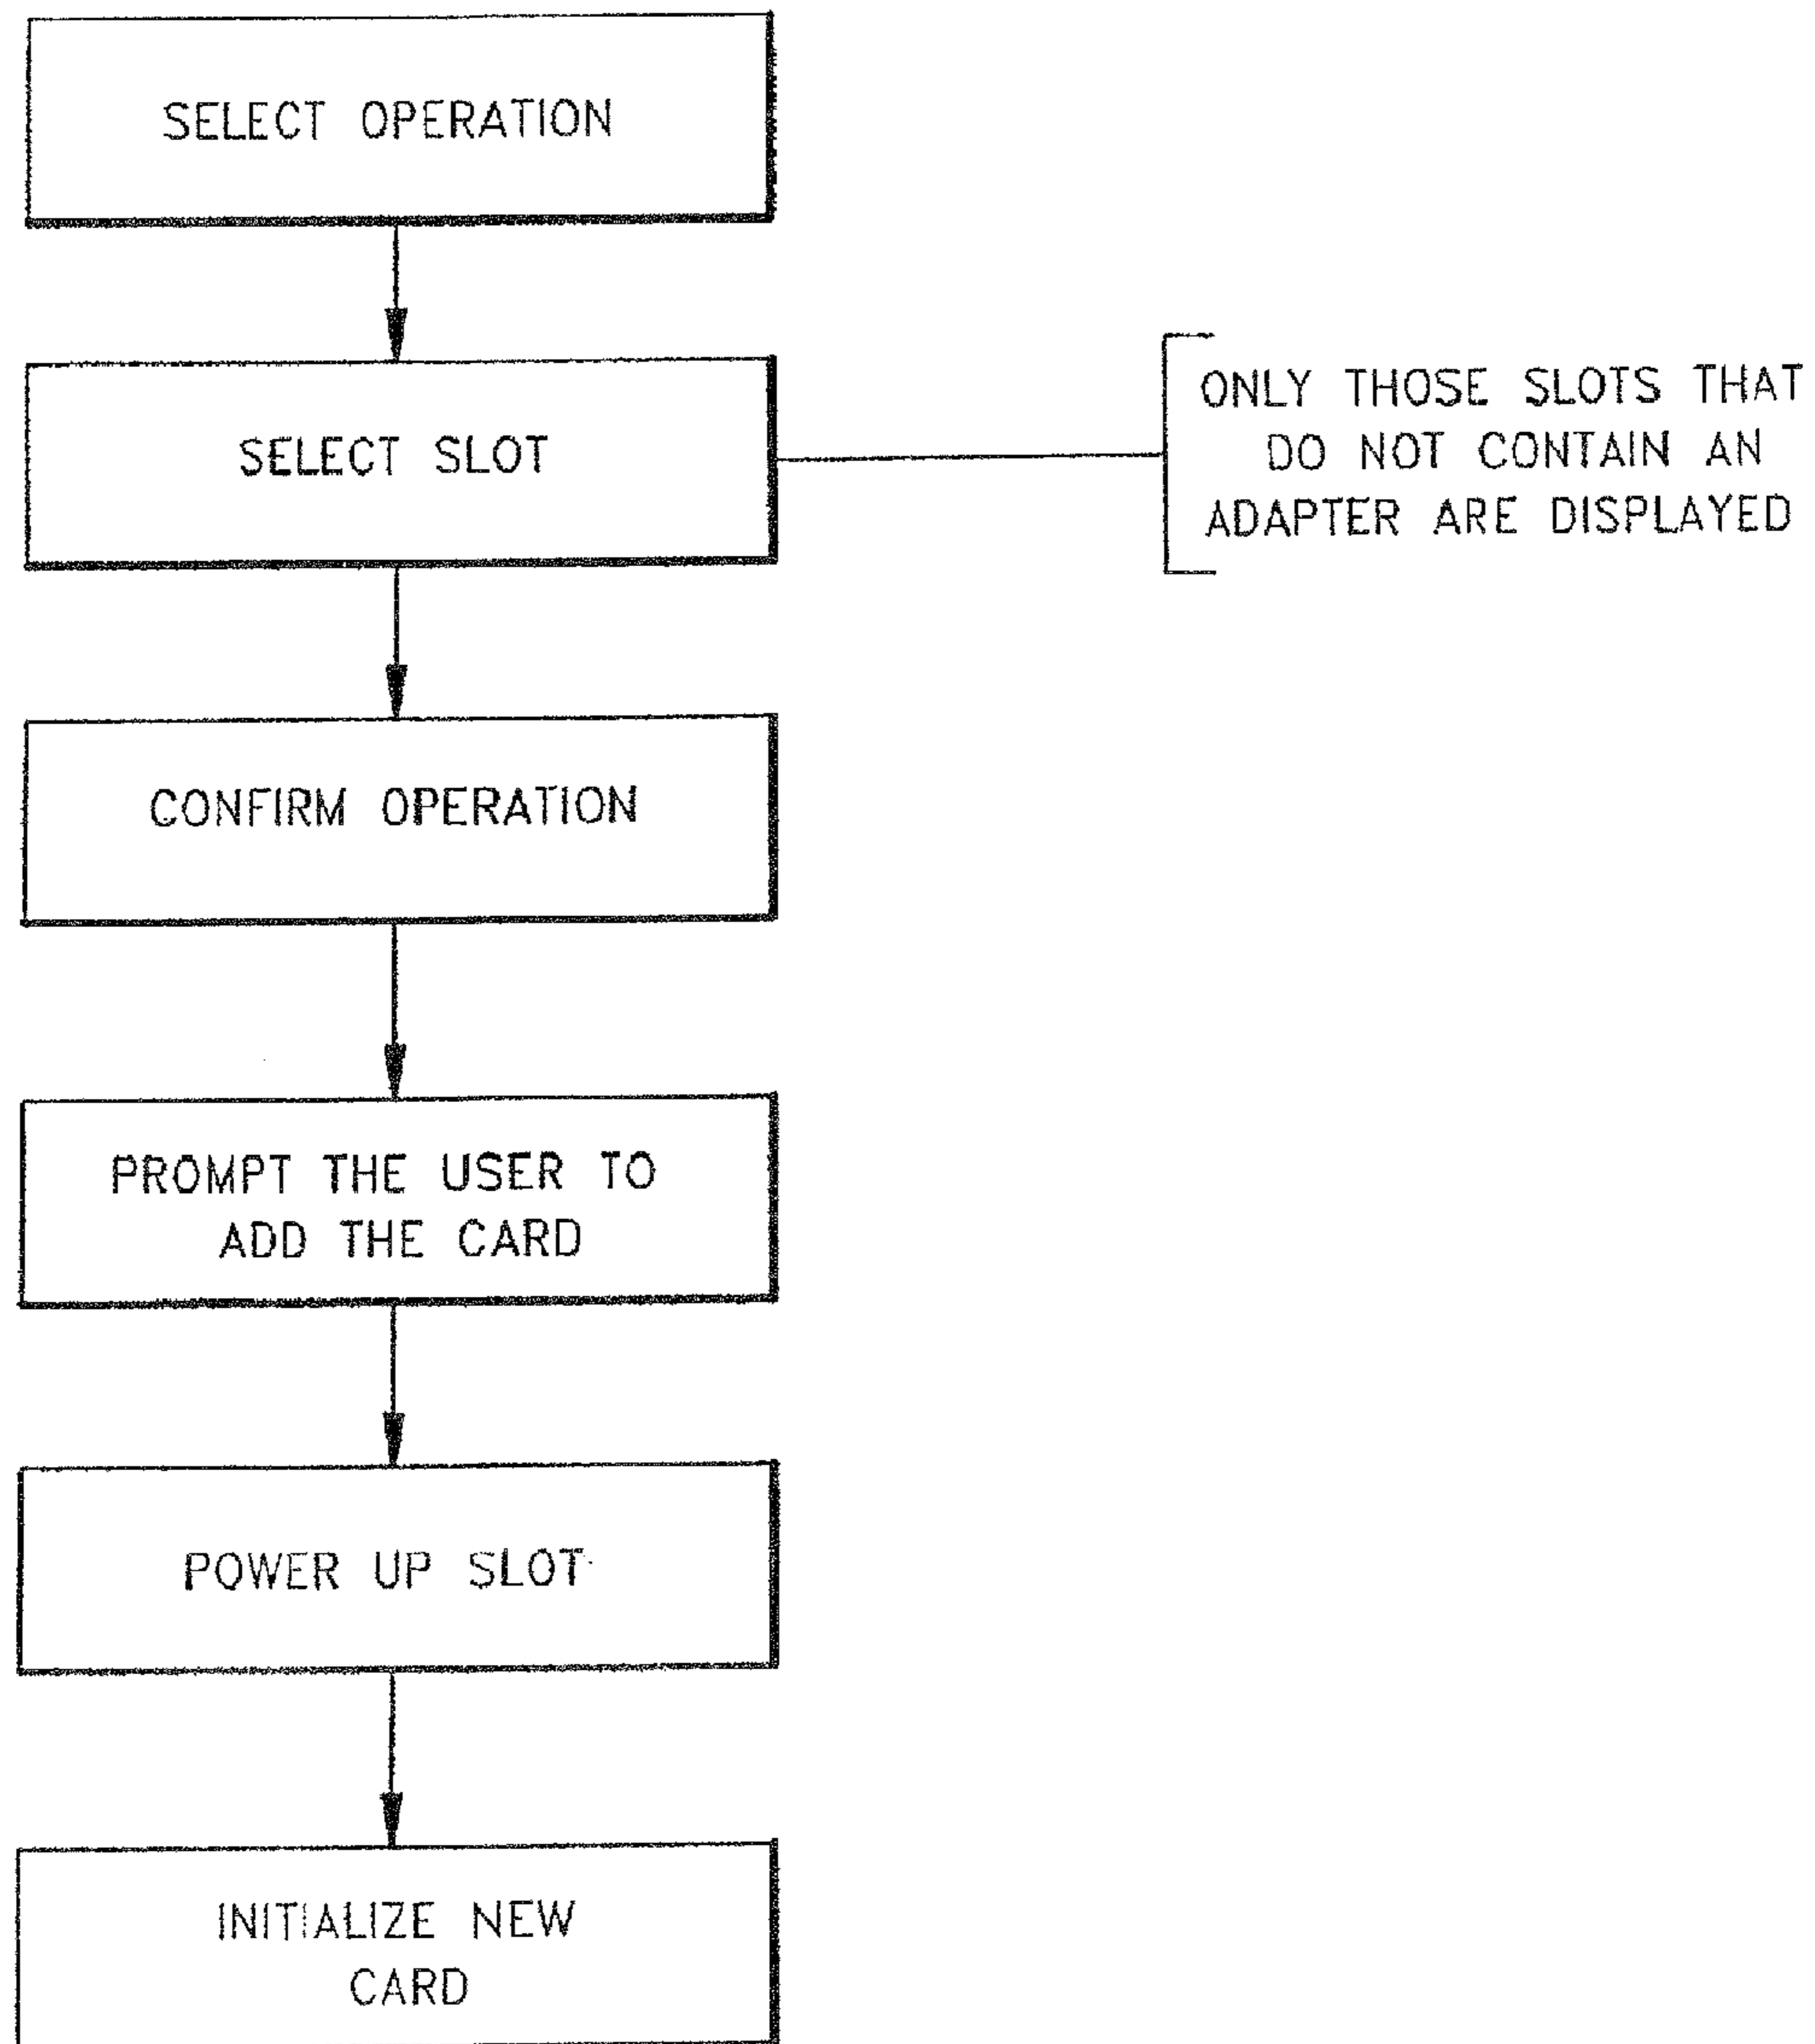 SELECT OPERATION
SELECT SLOT
ONLY THOSE SLOTS THAT
DO NOT CONTAIN AN
ADAPTER ARE DISPLAYED
CONFIRM OPERATION
PROMPT THE USER TO
ADD THE CARD
POWER UP SLOT
INITIALIZE NEW
CARD